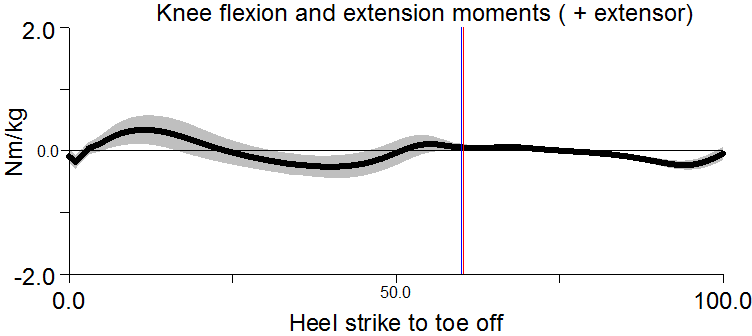 Knee flexion and extension moments ( + extensor)
2.0
Nm/kg
0.0
-2.0
0.0
50.0
100.0
Heel strike to toe off